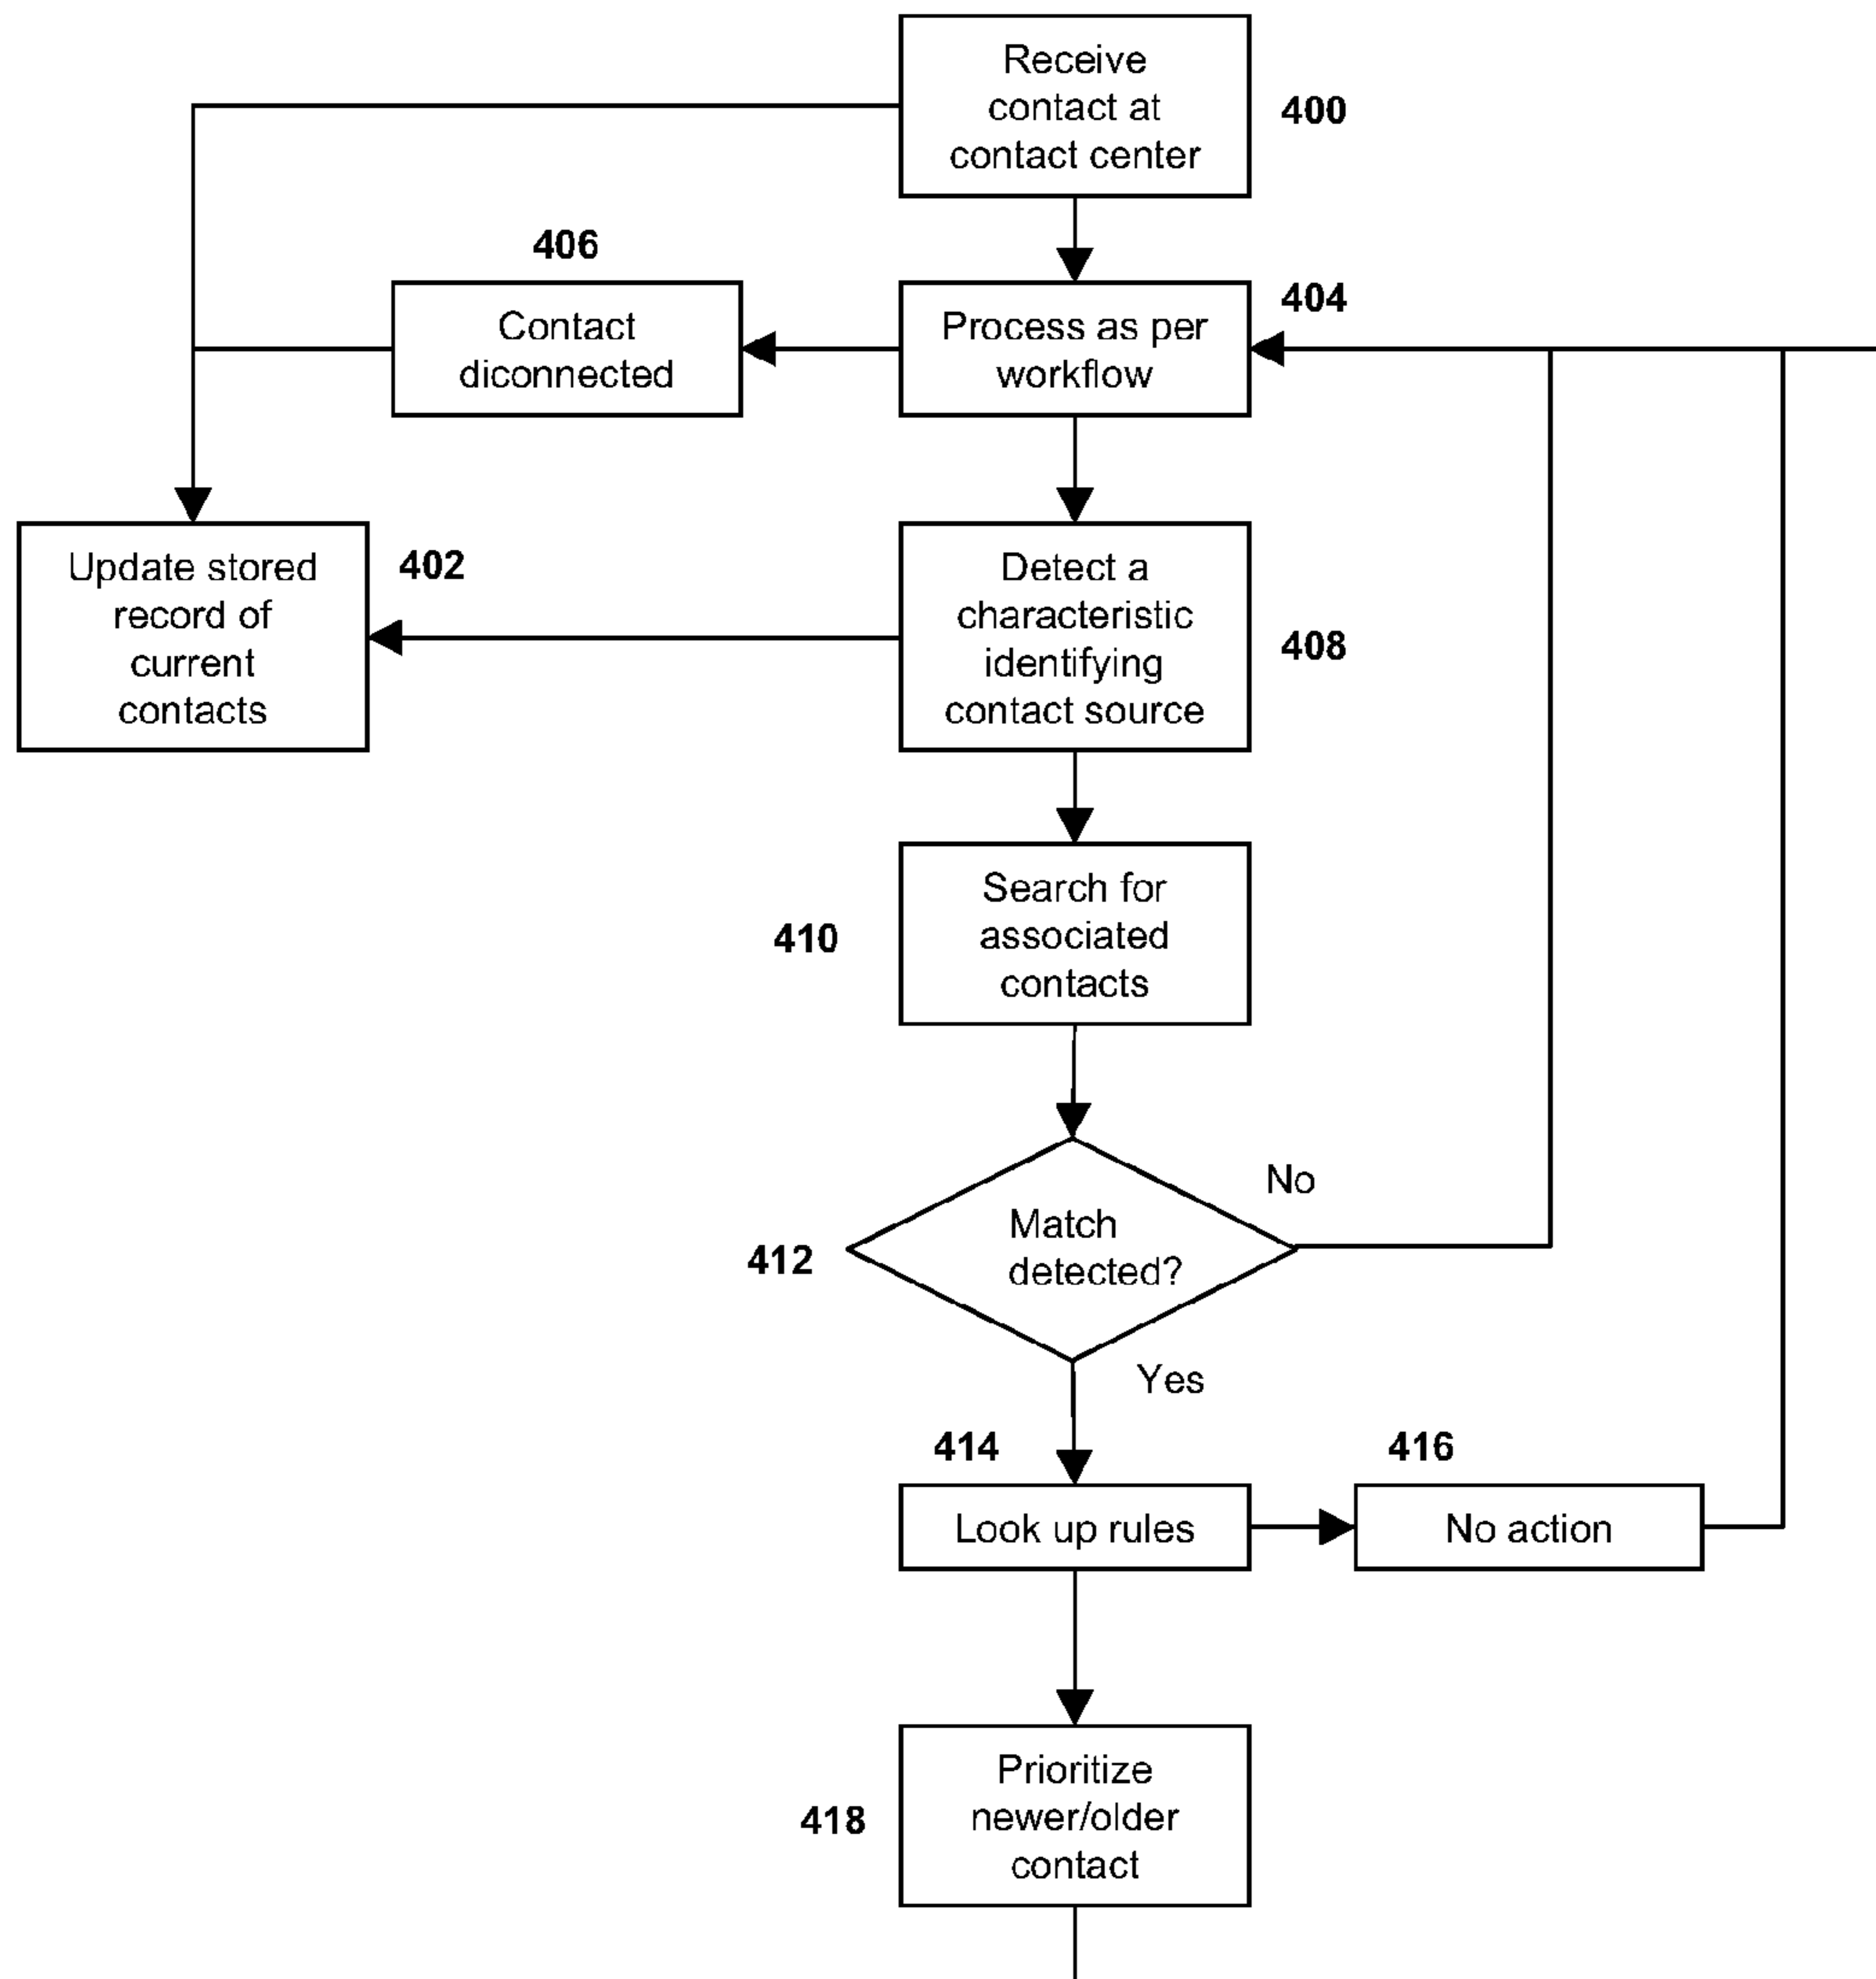 Receive
contact at
contact center
400
406
Contact
diconnected
Process as per
workflow
404
Update stored
record of
current
contacts
402
Detect a
characteristic
identifying
contact source
408
410
Search for
associated
contacts
412
Match
detected?
No
Yes
414
Look up rules
416
No action
418
Prioritize
newer/older
contact